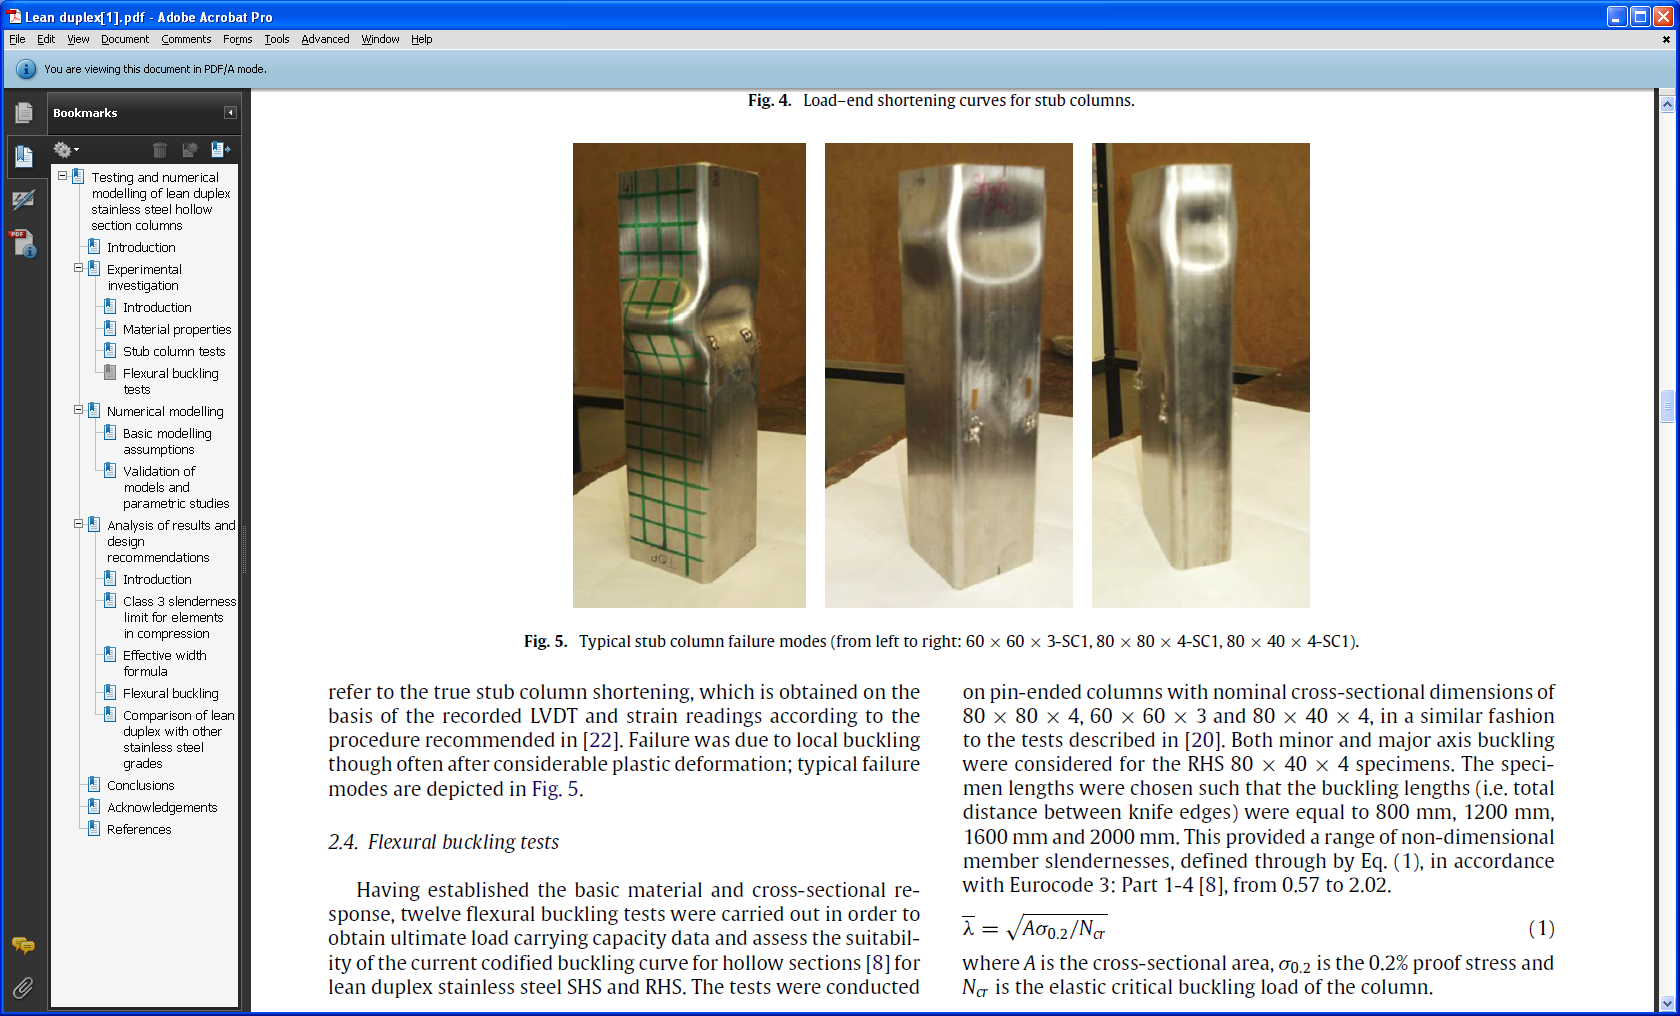 Lean duplex[1].pdf - Adobe Acrobat Pro
File Edit View Document Comments Forms Tools Advanced Window Help
You are viewing this document in PDF/A mode.
Bookmarks
Testing and numerical
modelling of lean duplex
stainless steel hollow
section columns
Introduction
Experimental
investigation
Introduction
Material properties
Stub column tests
Flexural buckling
tests
Numerical modelling
Basic modelling
assumptions
Validation of
models and
parametric studies
Analysis of results and
design
recommendations
Introduction
Class 3 slenderness
limit for elements
in compression
Effective width
formula
Flexural buckling
Comparison of lean
duplex with other
stainless steel
grades
Conclusions
Acknowledgements
References
Fig. 4. Load–end shortening curves for stub columns.
Fig. 5. Typical stub column failure modes (from left to right: 60 × 60 × 3-SC1, 80 × 80 × 4-SC1, 80 × 40 × 4-SC1).
refer to the true stub column shortening, which is obtained on the
basis of the recorded LVDT and strain readings according to the
procedure recommended in [22]. Failure was due to local buckling
though often after considerable plastic deformation; typical failure
modes are depicted in Fig. 5.
2.4. Flexural buckling tests
Having established the basic material and cross-sectional re-
sponse, twelve flexural buckling tests were carried out in order to
obtain ultimate load carrying capacity data and assess the suitabil-
ity of the current codified buckling curve for hollow sections [8] for
lean duplex stainless steel SHS and RHS. The tests were conducted
on pin-ended columns with nominal cross-sectional dimensions of
80 × 80 × 4, 60 × 60 × 3 and 80 × 40 × 4, in a similar fashion
to the tests described in [20]. Both minor and major axis buckling
were considered for the RHS 80 × 40 × 4 specimens. The speci-
men lengths were chosen such that the buckling lengths (i.e. total
distance between knife edges) were equal to 800 mm, 1200 mm,
1600 mm and 2000 mm. This provided a range of non-dimensional
member slendernesses, defined through by Eq. (1), in accordance
with Eurocode 3: Part 1-4 [8], from 0.57 to 2.02.
λ̅ = √Aσ0.2/Ncr (1)
where A is the cross-sectional area, σ0.2 is the 0.2% proof stress and
Ncr is the elastic critical buckling load of the column.